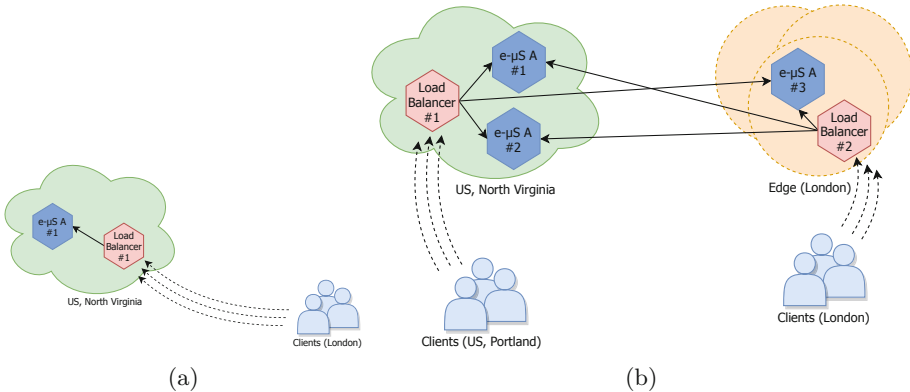 e-μS A
#1
Load
Balancer
#1
US, North Virginia
Clients (London)
(a)
e-μS A
#1
Load
Balancer
#1
e-μS A
#2
US, North Virginia
e-μS A
#3
Load
Balancer
#2
Edge (London)
Clients (US, Portland)
Clients (London)
(b)